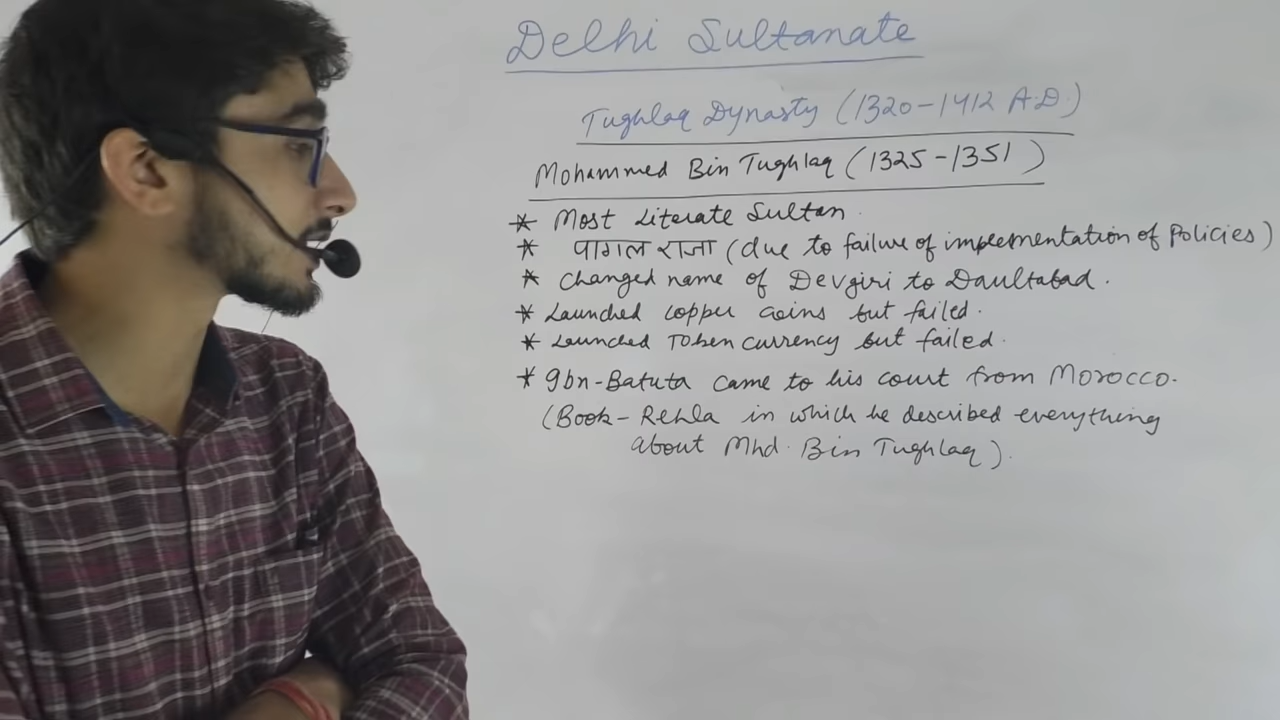 Delhi Sultanate
Tughlaq Dynasty (1320-1412 A.D.)
Mohammed Bin Tughlaq (1325-1351)
* Most Literate Sultan.
* पागल राजा (due to failure of implementation of Policies)
* Changed name of Devgiri to Daultabad.
* Launched copper coins but failed.
* Launched Token currency but failed.
* Ibn-Batuta came to his court from Morocco.
(Book-Rehla in which he described everything
about Mhd. Bin Tughlaq).